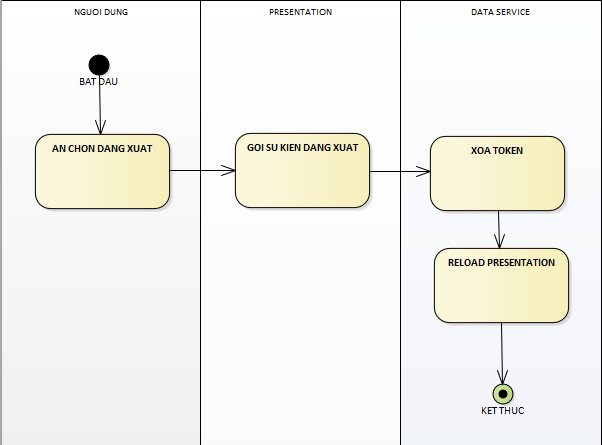 NGUOI DUNG
PRESENTATION
DATA SERVICE
BAT DAU
AN CHON DANG XUAT
GOI SU KIEN DANG XUAT
XOA TOKEN
RELOAD PRESENTATION
KET THUC